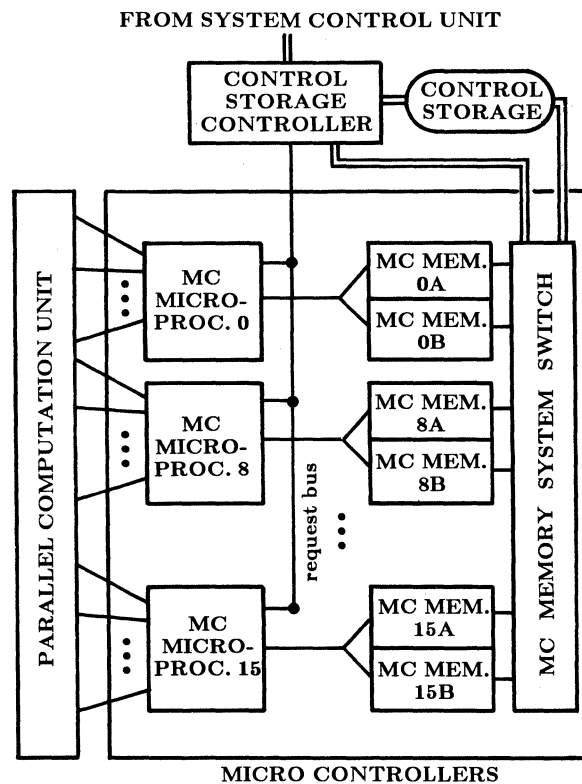 FROM SYSTEM CONTROL UNIT
CONTROL
STORAGE
CONTROLLER
CONTROL
STORAGE
PARALLEL COMPUTATION UNIT
MC
MICRO-
PROC. 0
MC MEM.
0A
MC MEM.
0B
MC
MICRO-
PROC. 8
MC MEM.
8A
MC MEM.
8B
request bus
MC
MICRO-
PROC. 15
MC MEM.
15A
MC MEM.
15B
MC MEMORY SYSTEM SWITCH
MICRO CONTROLLERS